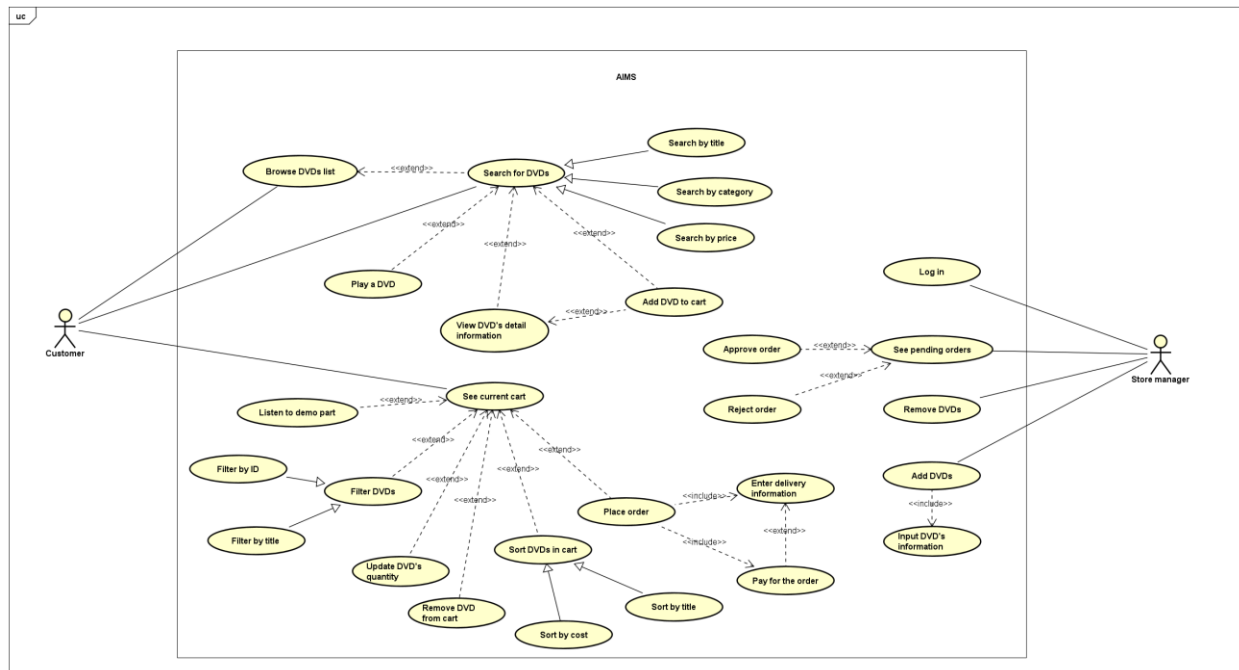 uc
AIMS
Search by title
Browse DVDs list
<<extend>>
Search for DVDs
Search by category
<<extend>>
<<extend>>
<<extend>>
Search by price
Play a DVD
Log in
View DVD's detail
information
<<extend>>
Add DVD to cart
Customer
Approve order
<<extend>>
See pending orders
<<extend>>
Store manager
Listen to demo part
<<extend>>
See current cart
Reject order
Remove DVDs
<<extend>>
<<extend>>
<<extend>>
<<extend>>
<<extend>>
Filter by ID
Filter DVDs
Filter by title
Place order
<<include>>
Enter delivery
information
<<extend>>
<<include>>
Add DVDs
<<include>>
Input DVD's
information
Update DVD's
quantity
Sort DVDs in cart
Pay for the order
Remove DVD
from cart
Sort by title
Sort by cost